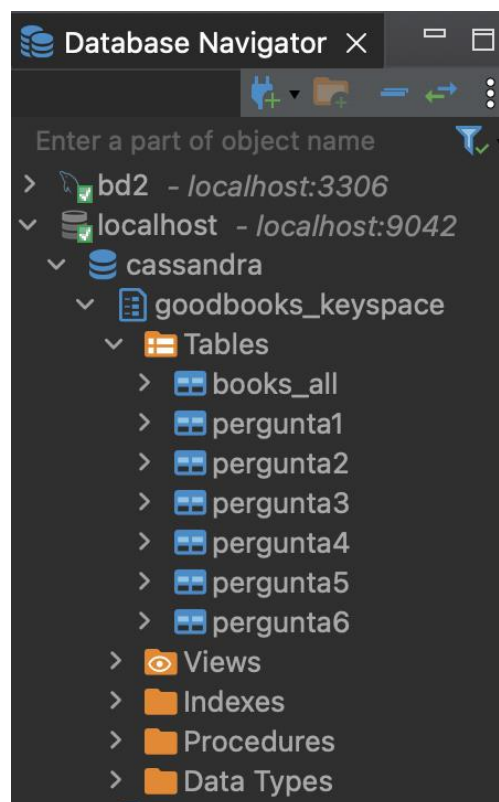 Database Navigator ×
Enter a part of object name
bd2 - localhost:3306
localhost - localhost:9042
cassandra
goodbooks_keyspace
Tables
books_all
pergunta1
pergunta2
pergunta3
pergunta4
pergunta5
pergunta6
Views
Indexes
Procedures
Data Types